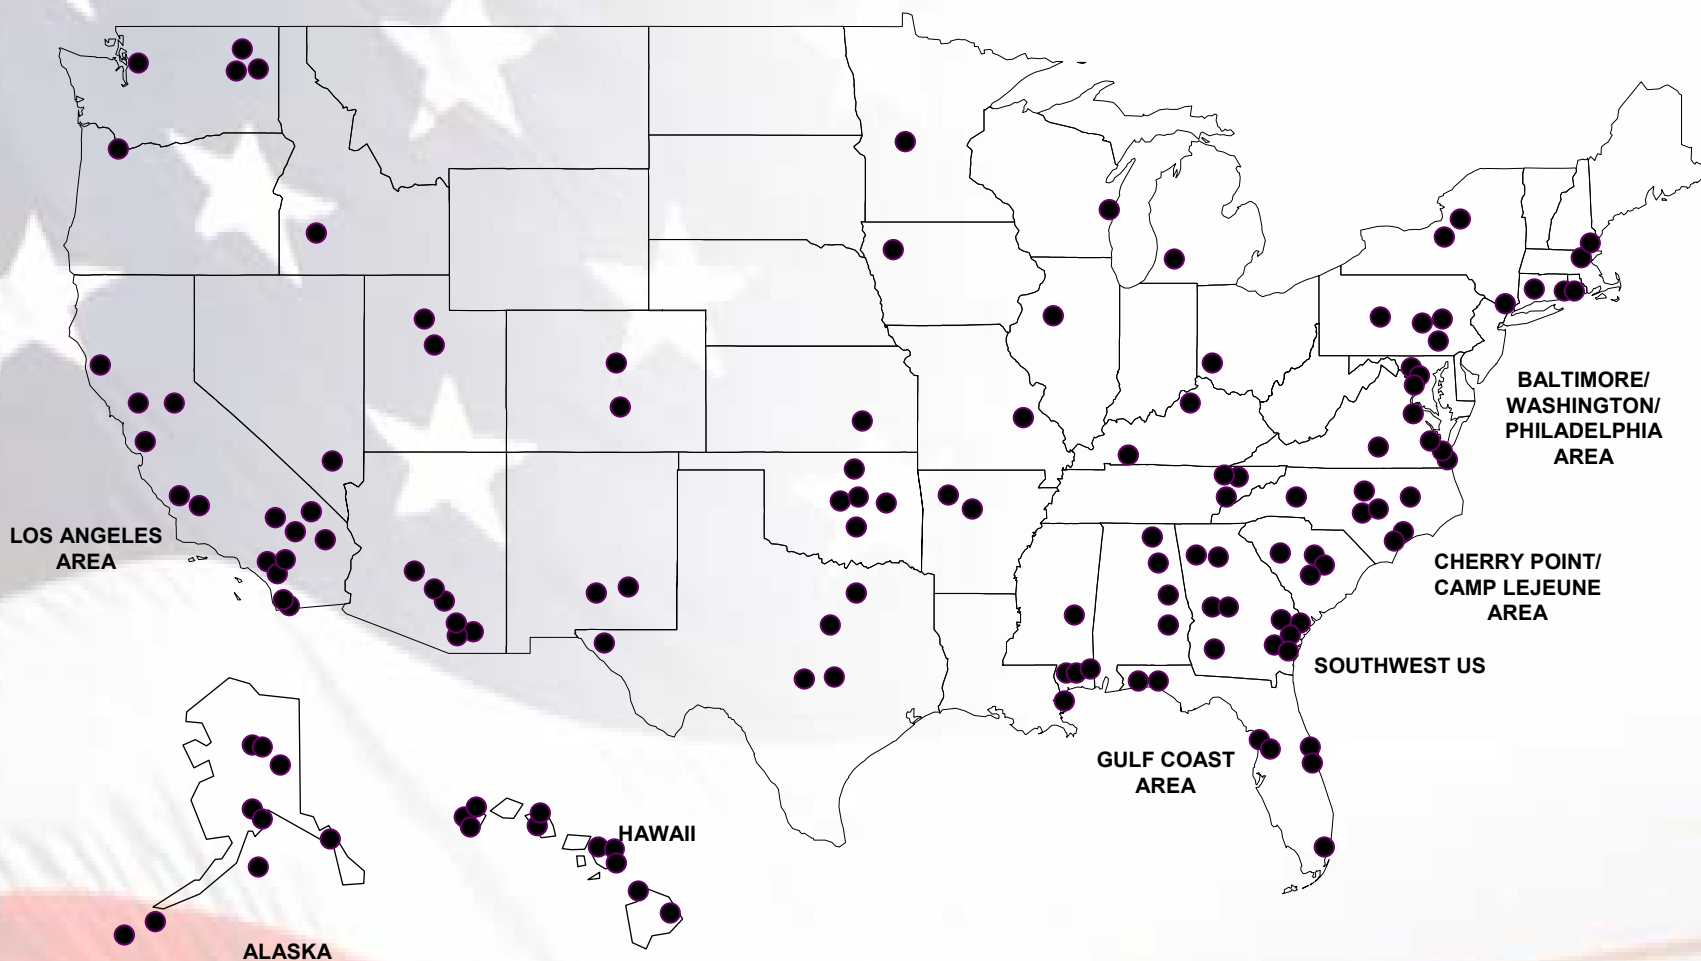 BALTIMORE/
WASHINGTON/
PHILADELPHIA
AREA
LOS ANGELES
AREA
CHERRY POINT/
CAMP LEJEUNE
AREA
SOUTHWEST US
GULF COAST
AREA
HAWAII
ALASKA